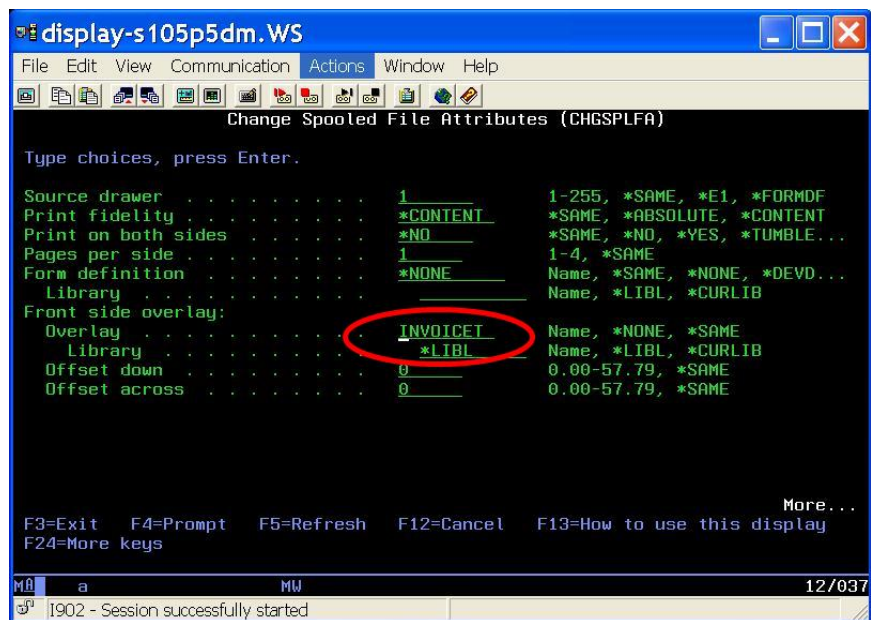 display-s105p5dm.WS
File Edit View Communication Actions Window Help
Change Spooled File Attributes (CHGSPLFA)
Type choices, press Enter.
Source drawer . . . . . . . . . 1 1-255, *SAME, *E1, *FORMDF
Print fidelity . . . . . . . . . *CONTENT *SAME, *ABSOLUTE, *CONTENT
Print on both sides . . . . . . *NO *SAME, *NO, *YES, *TUMBLE...
Pages per side . . . . . . . . . 1 1-4, *SAME
Form definition . . . . . . . . *NONE Name, *SAME, *NONE, *DEVD...
Library . . . . . . . . . . . Name, *LIBL, *CURLIB
Front side overlay:
Overlay . . . . . . . . . . . INVOICET Name, *NONE, *SAME
Library . . . . . . . . . . *LIBL Name, *LIBL, *CURLIB
Offset down . . . . . . . . . 0 0.00-57.79, *SAME
Offset across . . . . . . . . 0 0.00-57.79, *SAME
More...
F3=Exit F4=Prompt F5=Refresh F12=Cancel F13=How to use this display
F24=More keys
MA a MW 12/037
I902 - Session successfully started